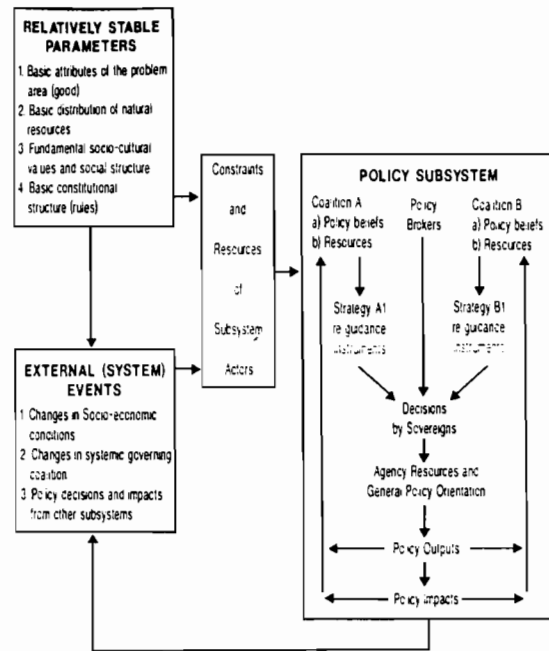 RELATIVELY STABLE
PARAMETERS
1 Basic attributes of the problem
area (good)
2 Basic distribution of natural
resources
3 Fundamental socio-cultural
values and social structure
4 Basic constitutional
structure (rules)
EXTERNAL (SYSTEM)
EVENTS
1 Changes in Socio-economic
conditions
2 Changes in systemic governing
coalition
3 Policy decisions and impacts
from other subsystems
Constraints
and
Resources
of
Subsystem
Actors
POLICY SUBSYSTEM
Coalition A
a) Policy beliefs
b) Resources
Policy
Brokers
Coalition B
a) Policy beliefs
b) Resources
Strategy A1
re guidance
instruments
Strategy B1
re guidance
instruments
Decisions
by Sovereigns
Agency Resources and
General Policy Orientation
Policy Outputs
Policy Impacts